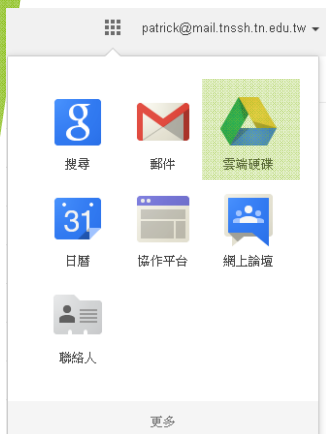 patrick@mail.tnssh.tn.edu.tw
g
搜尋
郵件
雲端硬碟
31
日曆
協作平台
網上論壇
聯絡人
更多